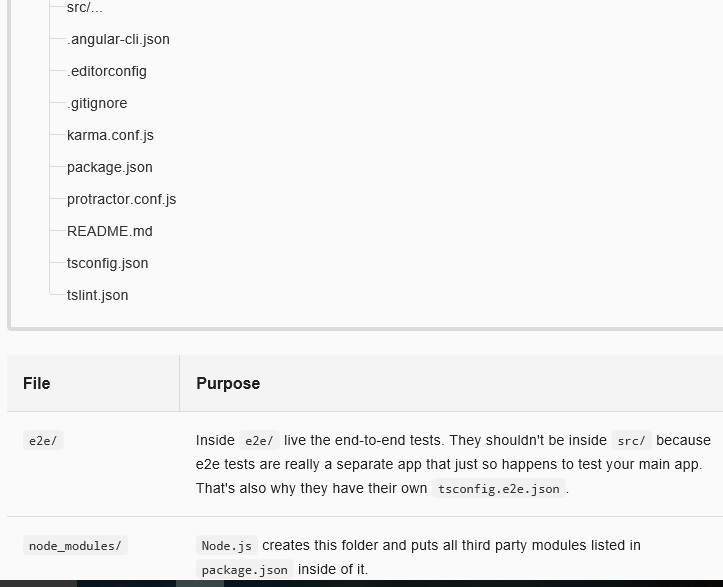 src/...
.angular-cli.json
.editorconfig
.gitignore
karma.conf.js
package.json
protractor.conf.js
README.md
tsconfig.json
tslint.json
File Purpose
e2e/ Inside e2e/ live the end-to-end tests. They shouldn't be inside src/ because
e2e tests are really a separate app that just so happens to test your main app.
That's also why they have their own tsconfig.e2e.json .
node_modules/ Node.js creates this folder and puts all third party modules listed in
package.json inside of it.